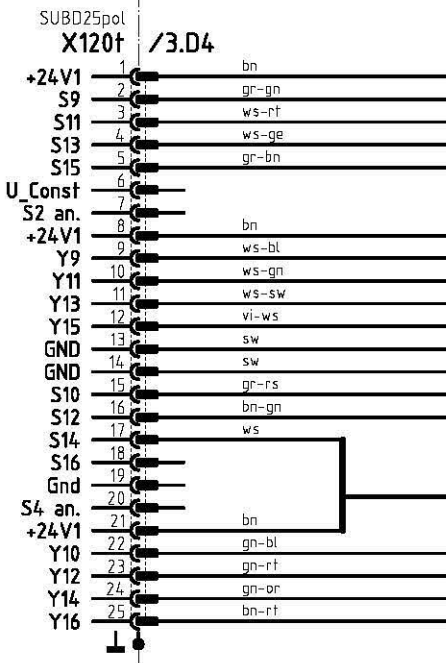 SUBD25pol
X120t /3.D4
+24V1 1 bn
S9 2 gr-gn
S11 3 ws-rt
S13 4 ws-ge
S15 5 gr-bn
U_Const 6
S2 an. 7
+24V1 8 bn
Y9 9 ws-bl
Y11 10 ws-gn
Y13 11 ws-sw
Y15 12 vi-ws
GND 13 sw
GND 14 sw
S10 15 gr-rs
S12 16 bn-gn
S14 17 ws
S16 18
Gnd 19
S4 an. 20
+24V1 21 bn
Y10 22 gn-bl
Y12 23 gn-rt
Y14 24 gn-or
Y16 25 bn-rt